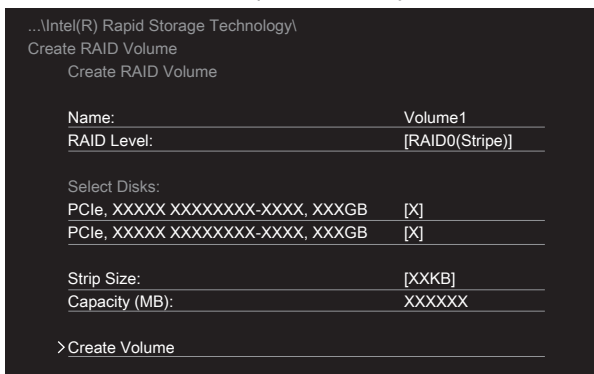 ...\Intel(R) Rapid Storage Technology\
Create RAID Volume
Create RAID Volume
Name: Volume1
RAID Level: [RAID0(Stripe)]
Select Disks:
PCIe, XXXXX XXXXXXXX-XXXX, XXXGB [X]
PCIe, XXXXX XXXXXXXX-XXXX, XXXGB [X]
Strip Size: [XXKB]
Capacity (MB): XXXXXX
>Create Volume